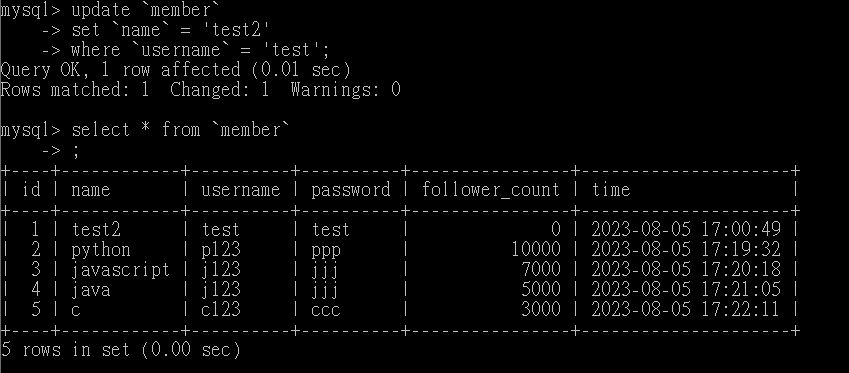 mysql> update `member`
    -> set `name` = 'test2'
    -> where `username` = 'test';
Query OK, 1 row affected (0.01 sec)
Rows matched: 1  Changed: 1  Warnings: 0

mysql> select * from `member`
    -> ;
+----+------------+----------+----------+----------------+---------------------+
| id | name       | username | password | follower_count | time                |
+----+------------+----------+----------+----------------+---------------------+
|  1 | test2      | test     | test     |              0 | 2023-08-05 17:00:49 |
|  2 | python     | p123     | ppp      |          10000 | 2023-08-05 17:19:32 |
|  3 | javascript | j123     | jjj      |           7000 | 2023-08-05 17:20:18 |
|  4 | java       | j123     | jjj      |           5000 | 2023-08-05 17:21:05 |
|  5 | c          | c123     | ccc      |           3000 | 2023-08-05 17:22:11 |
+----+------------+----------+----------+----------------+---------------------+
5 rows in set (0.00 sec)